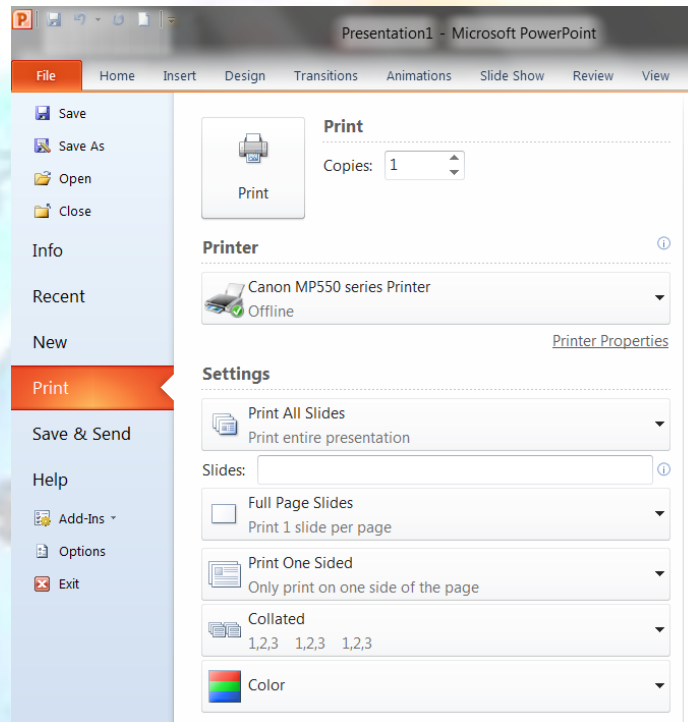 P
Presentation1 - Microsoft PowerPoint
File Home Insert Design Transitions Animations Slide Show Review View
Save
Save As
Open
Close
Info
Recent
New
Print
Save & Send
Help
Add-Ins
Options
Exit
Print
Print
Copies: 1
Printer
Canon MP550 series Printer
Offline
Printer Properties
Settings
Print All Slides
Print entire presentation
Slides:
Full Page Slides
Print 1 slide per page
Print One Sided
Only print on one side of the page
Collated
1,2,3 1,2,3 1,2,3
Color